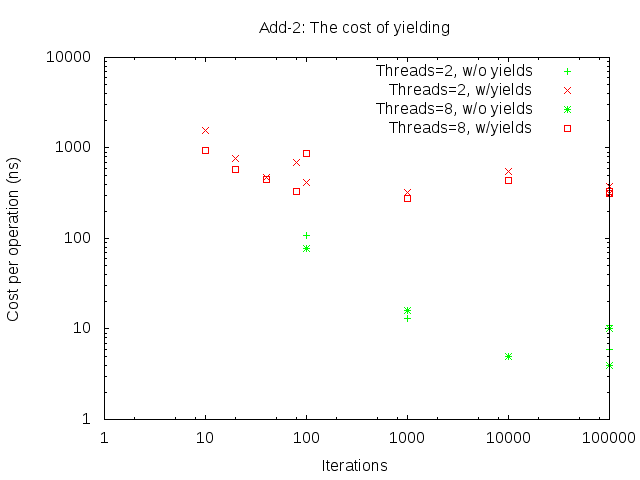 Add-2: The cost of yielding
10000
1000
100
10
1
Cost per operation (ns)
Threads=2, w/o yields
Threads=2, w/yields
Threads=8, w/o yields
Threads=8, w/yields
1 10 100 1000 10000 100000
Iterations